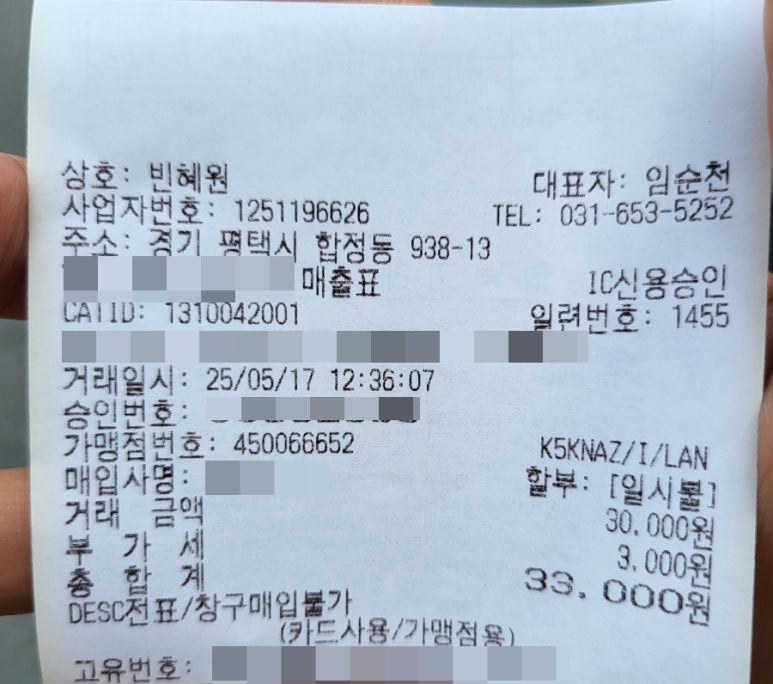 상호: 빈혜원 대표자: 임순천
사업자번호: 1251196626 TEL: 031-653-5252
주소: 경기 평택시 합정동 938-13
매출표 IC신용승인
CATID: 1310042001 일련번호: 1455
거래일시: 25/05/17 12:36:07
승인번호:
가맹점번호: 450066652 K5KNAZ/I/LAN
매입사명: 할부: [일시불]
거래 금액 30,000원
부 가 세 3,000원
총 합 계 33,000원
DESC전표/창구매입불가
(카드사용/가맹점용)
고유번호: